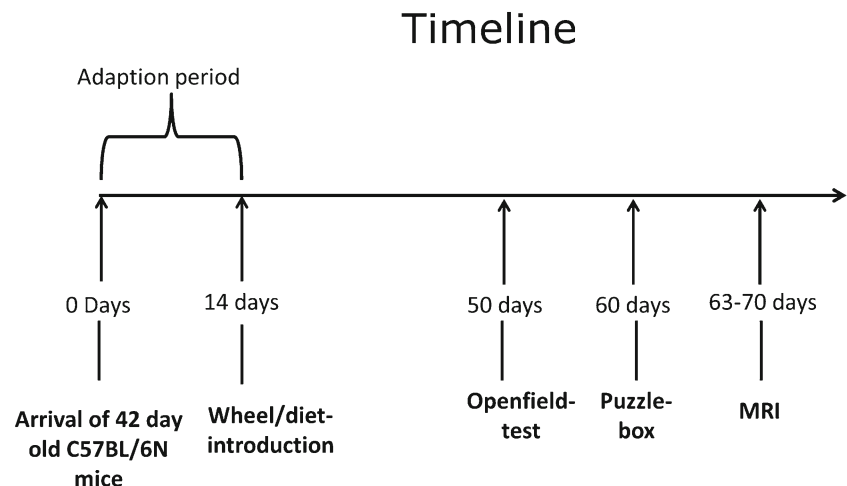 Timeline
Adaption period
0 Days
14 days
50 days
60 days
63-70 days
Arrival of 42 day
old C57BL/6N
mice
Wheel/diet-
introduction
Openfield-
test
Puzzle-
box
MRI